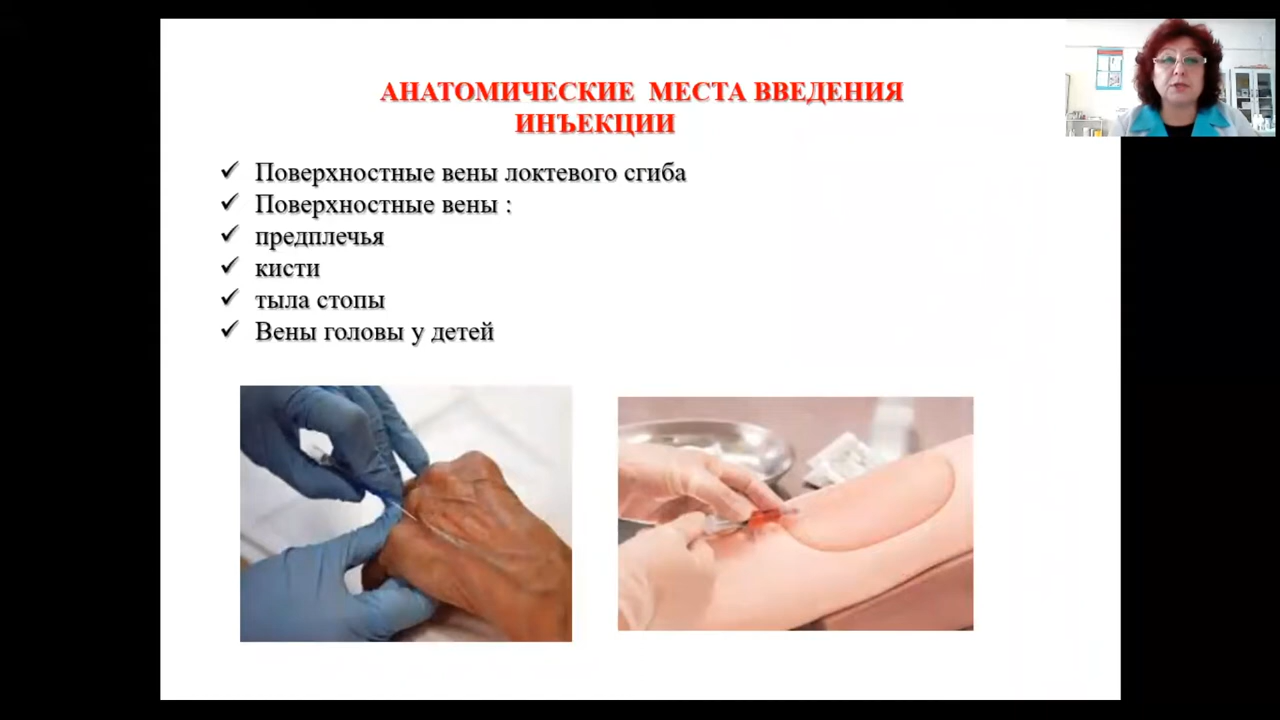 АНАТОМИЧЕСКИЕ МЕСТА ВВЕДЕНИЯ
ИНЪЕКЦИИ
Поверхностные вены локтевого сгиба
Поверхностные вены :
предплечья
кисти
тыла стопы
Вены головы у детей